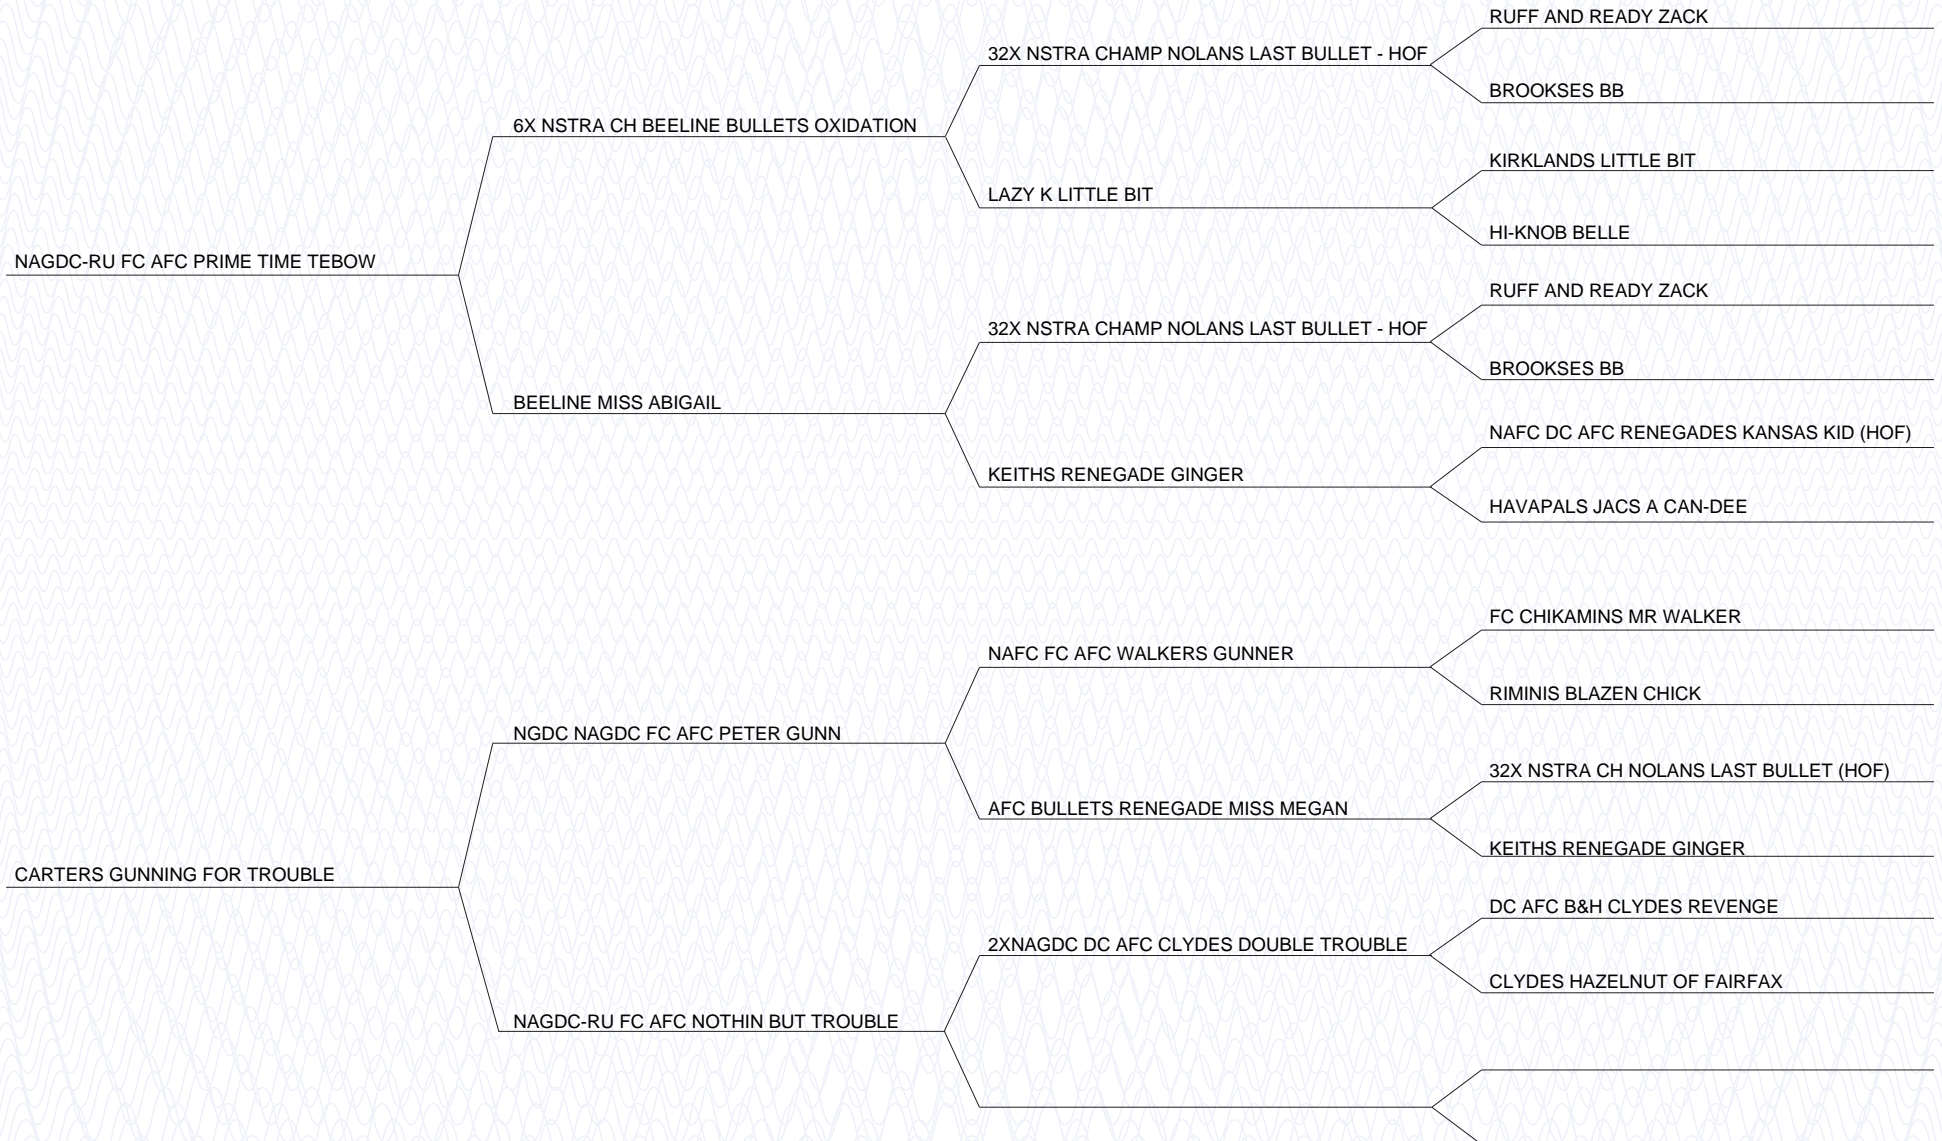 RUFF AND READY ZACK
32X NSTRA CHAMP NOLANS LAST BULLET - HOF
BROOKSES BB
6X NSTRA CH BEELINE BULLETS OXIDATION
KIRKLANDS LITTLE BIT
LAZY K LITTLE BIT
HI-KNOB BELLE
NAGDC-RU FC AFC PRIME TIME TEBOW
RUFF AND READY ZACK
32X NSTRA CHAMP NOLANS LAST BULLET - HOF
BROOKSES BB
BEELINE MISS ABIGAIL
NAFC DC AFC RENEGADES KANSAS KID (HOF)
KEITHS RENEGADE GINGER
HAVAPALS JACS A CAN-DEE
FC CHIKAMINS MR WALKER
NAFC FC AFC WALKERS GUNNER
RIMINIS BLAZEN CHICK
NGDC NAGDC FC AFC PETER GUNN
32X NSTRA CH NOLANS LAST BULLET (HOF)
AFC BULLETS RENEGADE MISS MEGAN
KEITHS RENEGADE GINGER
CARTERS GUNNING FOR TROUBLE
DC AFC B&H CLYDES REVENGE
2XNAGDC DC AFC CLYDES DOUBLE TROUBLE
CLYDES HAZELNUT OF FAIRFAX
NAGDC-RU FC AFC NOTHIN BUT TROUBLE